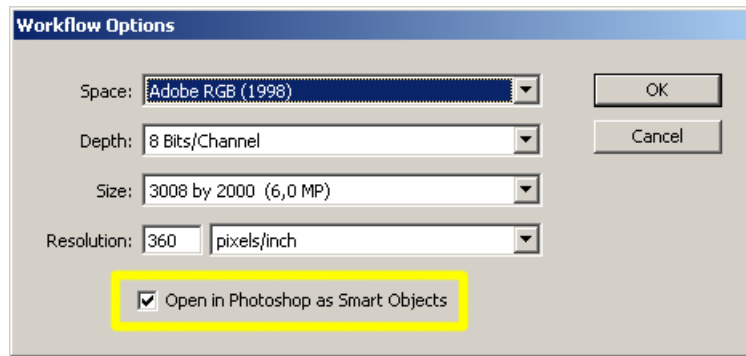 Workflow Options
Space: Adobe RGB (1998)
OK
Depth: 8 Bits/Channel
Cancel
Size: 3008 by 2000 (6,0 MP)
Resolution: 360 pixels/inch
Open in Photoshop as Smart Objects